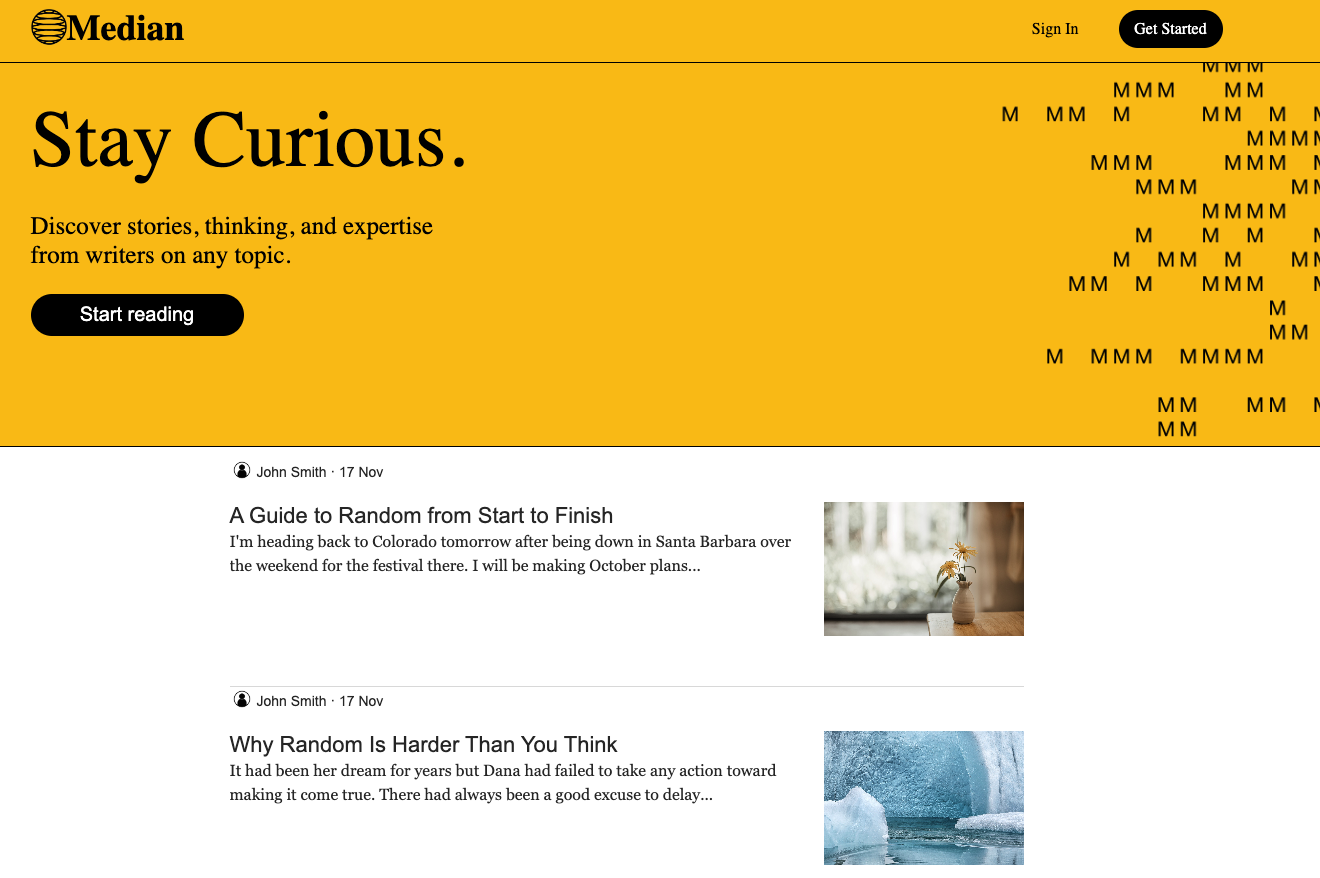 Median
Sign In
Get Started
M M M
M M M M M
M M M M M M M M
M M M M
M M M M M M
M M M M M
M M M M
M M M M
M M M M M M
M M M M M M M
M
M M
M M M M M M M M
M M M M M
M M
Stay Curious.
Discover stories, thinking, and expertise
from writers on any topic.
Start reading
John Smith · 17 Nov
A Guide to Random from Start to Finish
I'm heading back to Colorado tomorrow after being down in Santa Barbara over
the weekend for the festival there. I will be making October plans...
John Smith · 17 Nov
Why Random Is Harder Than You Think
It had been her dream for years but Dana had failed to take any action toward
making it come true. There had always been a good excuse to delay...